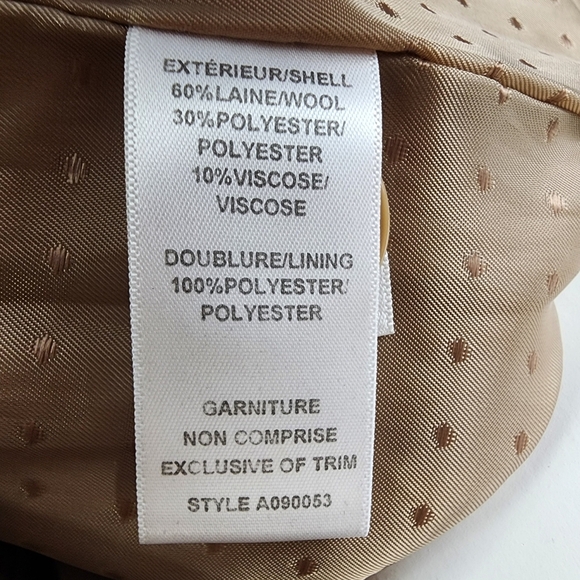 EXTÉRIEUR/SHELL
60%LAINE/WOOL
30%POLYESTER/
POLYESTER
10%VISCOSE/
VISCOSE
DOUBLURE/LINING
100%POLYESTER/
POLYESTER
GARNITURE
NON COMPRISE
EXCLUSIVE OF TRIM
STYLE A090053